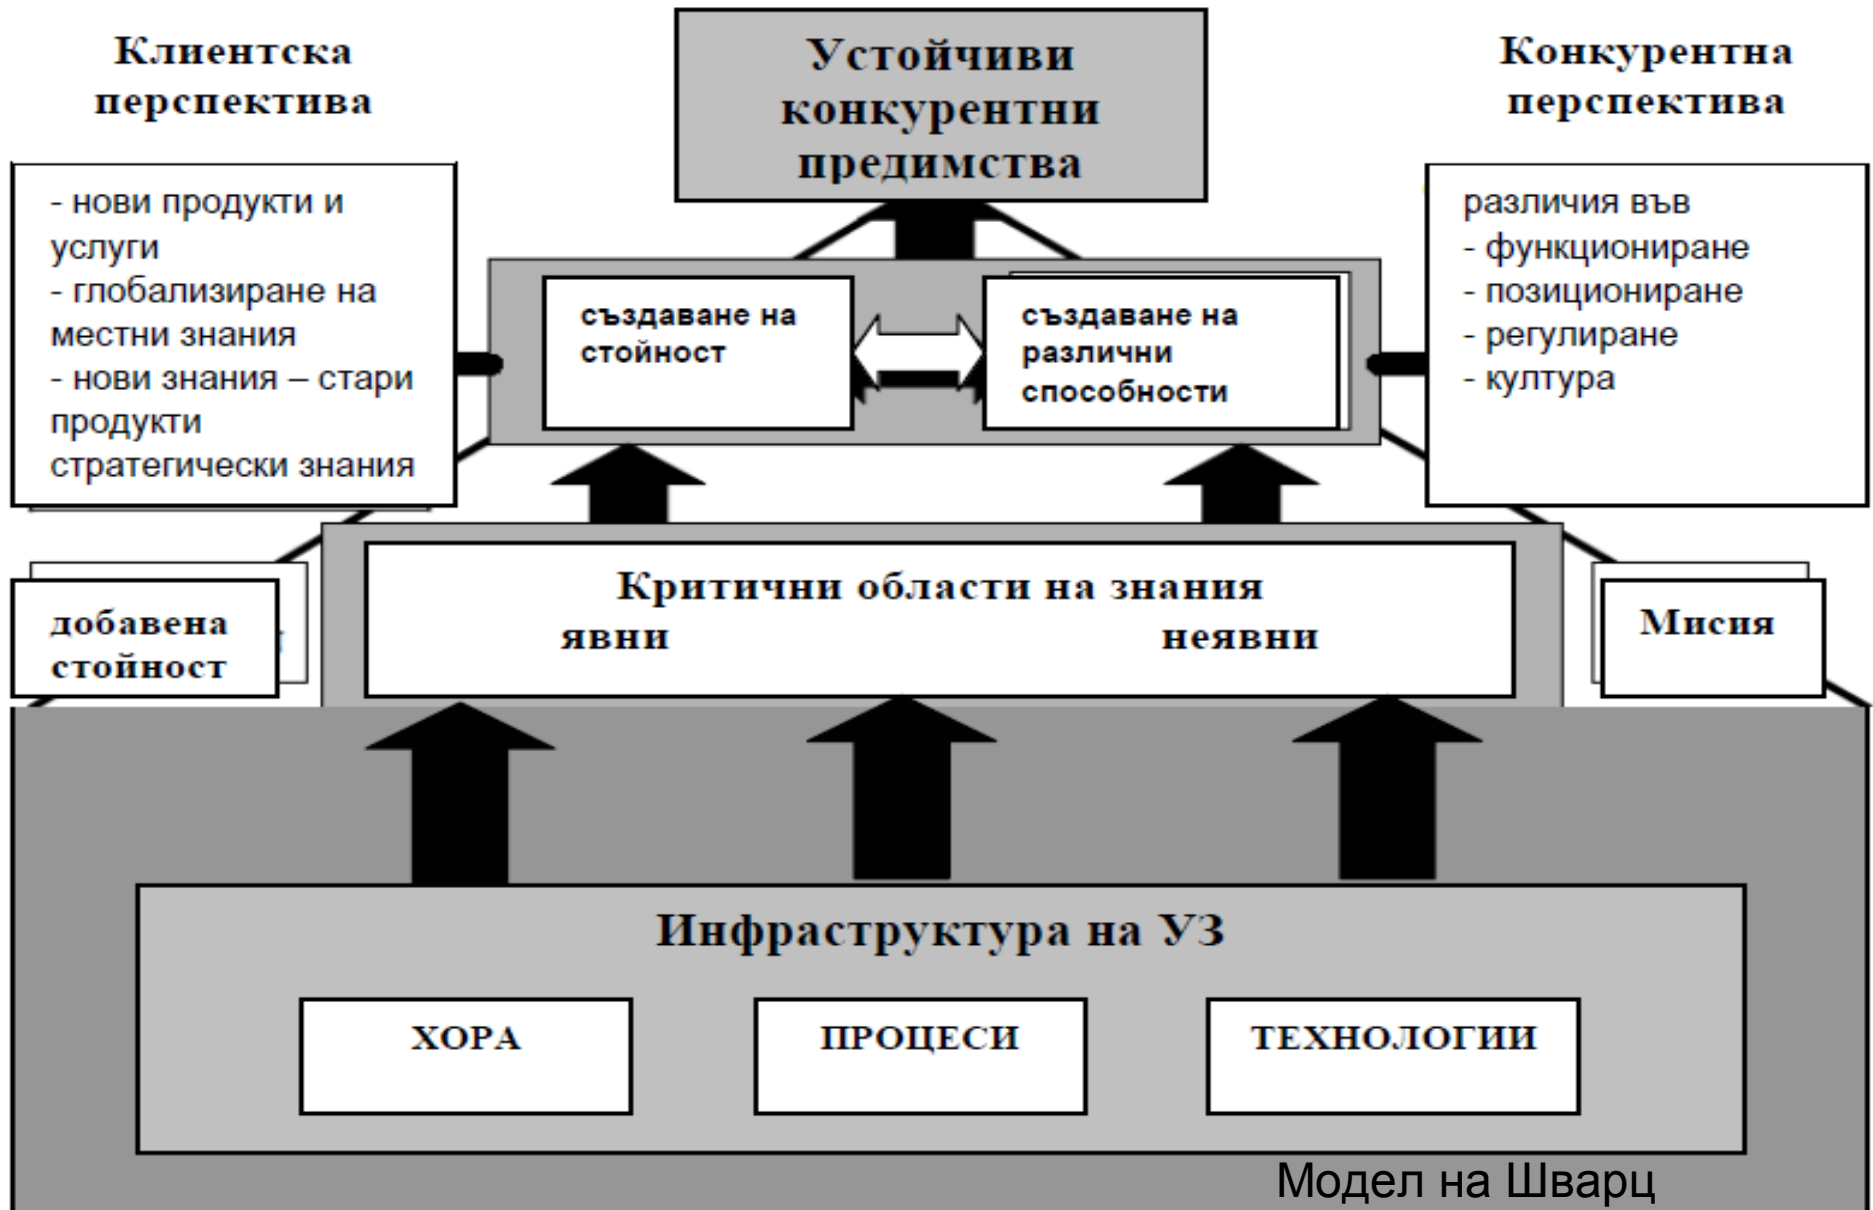 Клиентска
перспектива
Устойчиви
конкурентни
предимства
Конкурентна
перспектива
- нови продукти и
услуги
- глобализиране на
местни знания
- нови знания – стари
продукти
стратегически знания
създаване на
стойност
създаване на
различни
способности
различия във
- функциониране
- позициониране
- регулиране
- култура
добавена
стойност
Критични области на знания
явни неявни
Мисия
Инфраструктура на УЗ
ХОРА
ПРОЦЕСИ
ТЕХНОЛОГИИ
Модел на Шварц